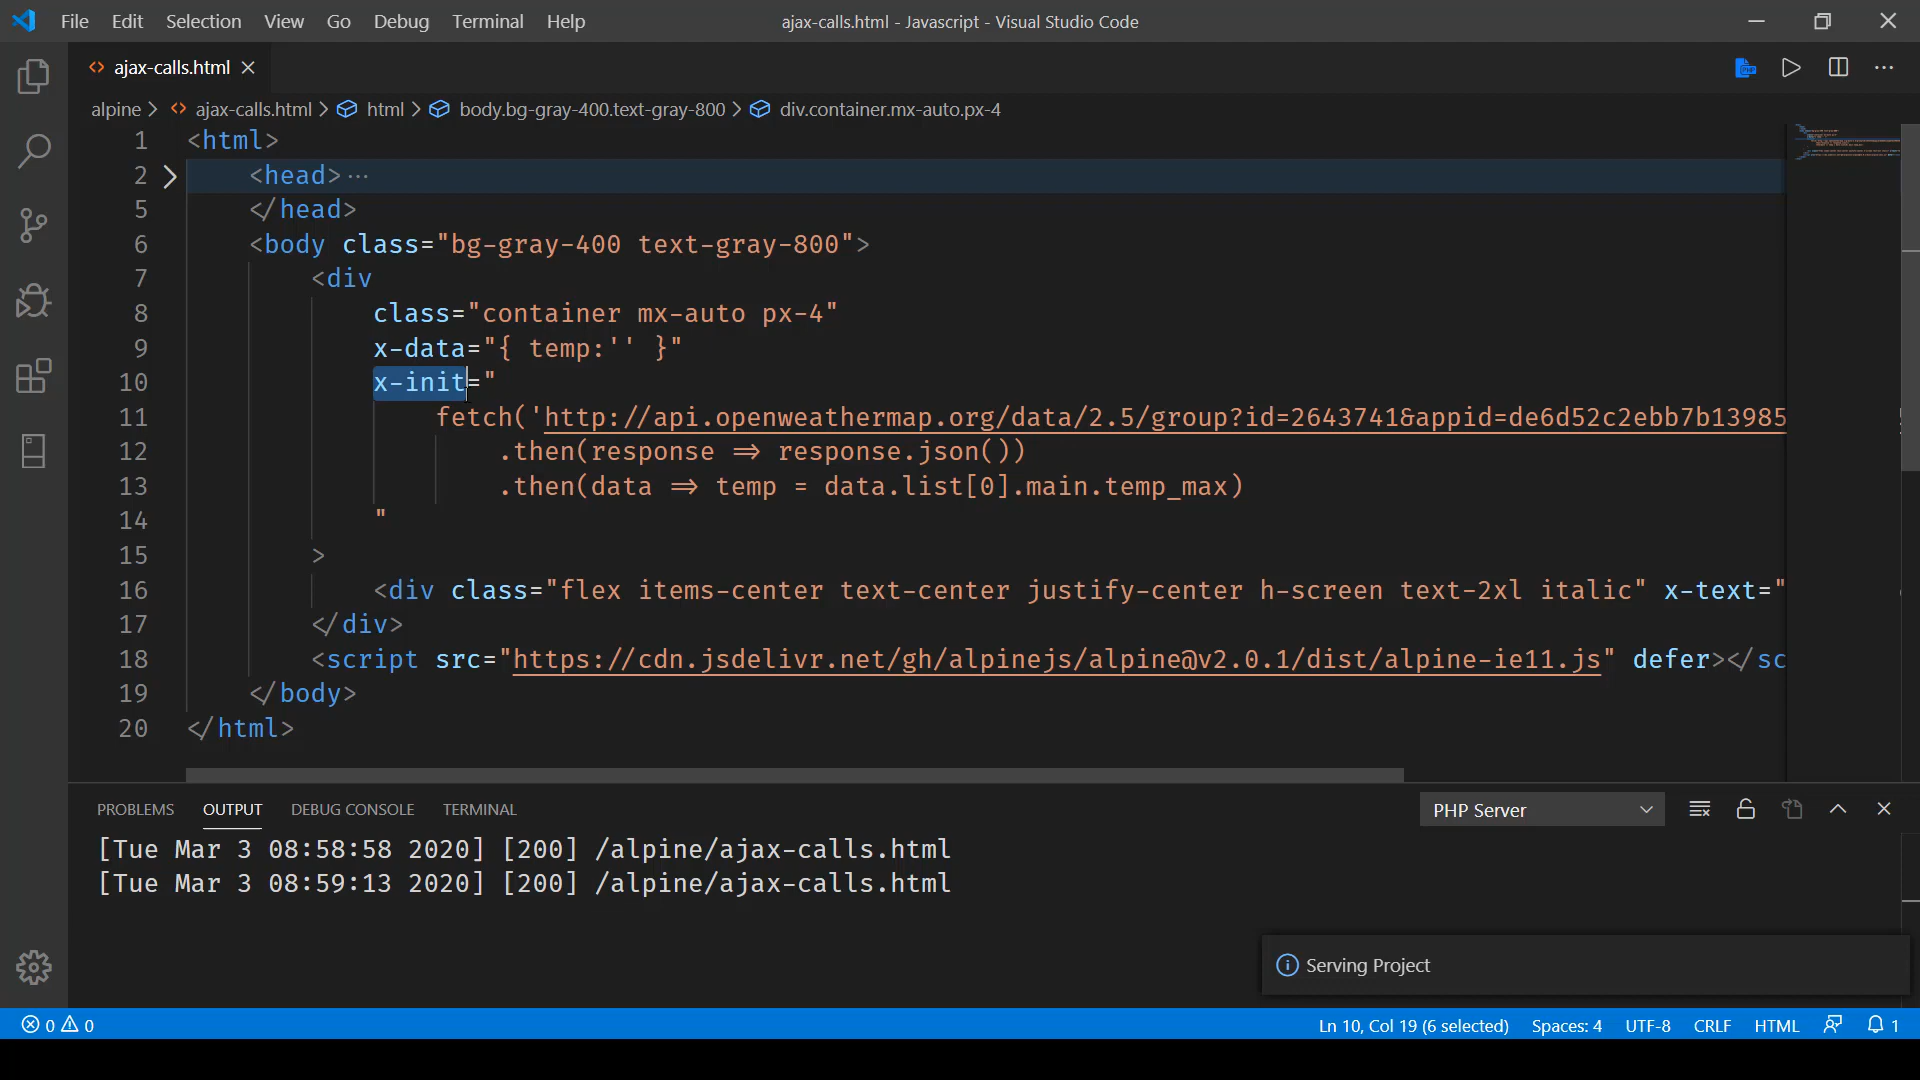 File Edit Selection View Go Debug Terminal Help
ajax-calls.html - Javascript - Visual Studio Code
ajax-calls.html
alpine > ajax-calls.html > html > body.bg-gray-400.text-gray-800 > div.container.mx-auto.px-4
1 <html>
2 <head>...
5 </head>
6 <body class="bg-gray-400 text-gray-800">
7 <div
8 class="container mx-auto px-4"
9 x-data="{ temp:'' }"
10 x-init="
11 fetch('http://api.openweathermap.org/data/2.5/group?id=2643741&appid=de6d52c2ebb7b13985
12 .then(response => response.json())
13 .then(data => temp = data.list[0].main.temp_max)
14 "
15 >
16 <div class="flex items-center text-center justify-center h-screen text-2xl italic" x-text="
17 </div>
18 <script src="https://cdn.jsdelivr.net/gh/alpinejs/alpine@v2.0.1/dist/alpine-ie11.js" defer></sc
19 </body>
20 </html>
PROBLEMS OUTPUT DEBUG CONSOLE TERMINAL
PHP Server
[Tue Mar 3 08:58:58 2020] [200] /alpine/ajax-calls.html
[Tue Mar 3 08:59:13 2020] [200] /alpine/ajax-calls.html
Serving Project
0 0
Ln 10, Col 19 (6 selected) Spaces: 4 UTF-8 CRLF HTML 1